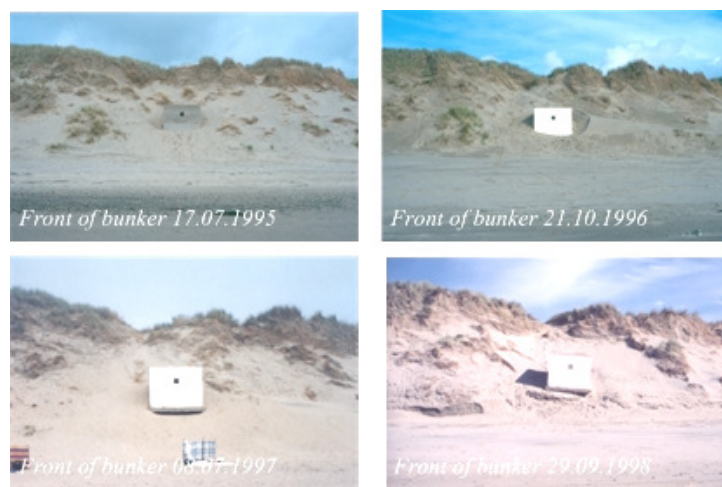 Front of bunker 17.07.1995
Front of bunker 21.10.1996
Front of bunker 08.07.1997
Front of bunker 29.09.1998